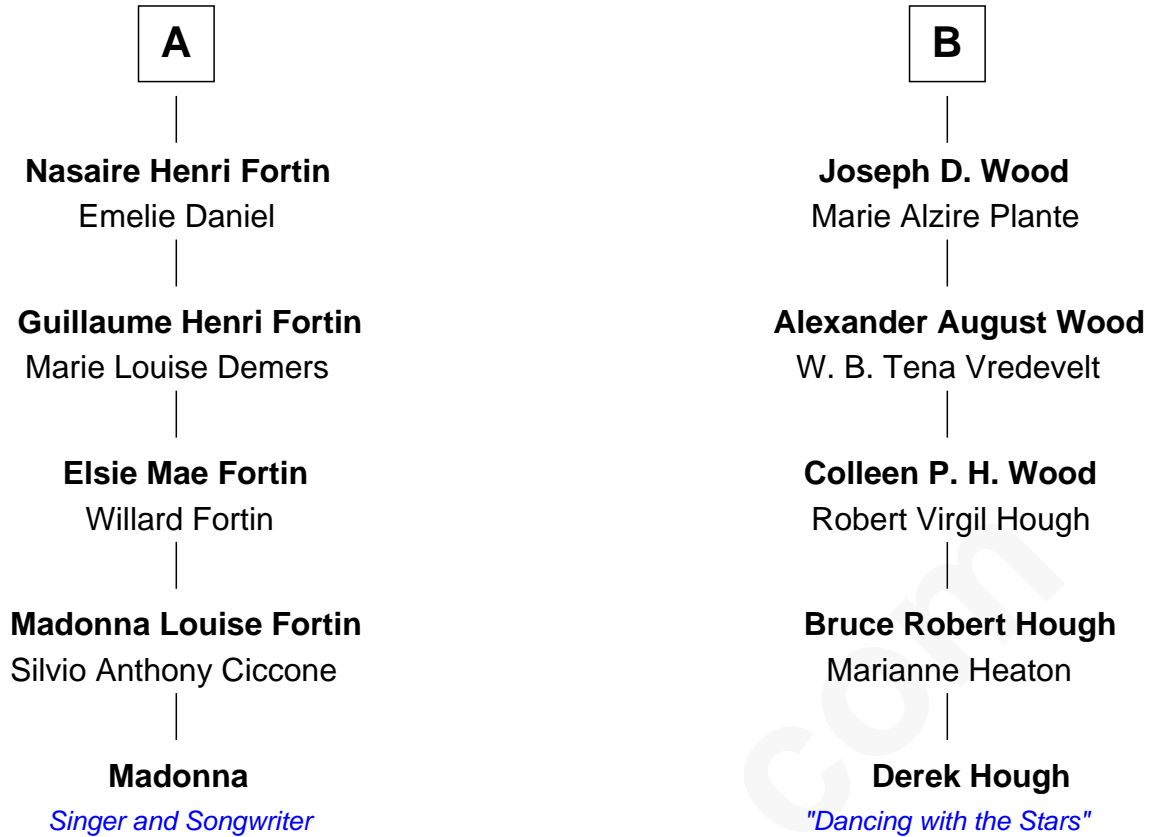 A
Nasaire Henri Fortin
Emelie Daniel
Guillaume Henri Fortin
Marie Louise Demers
Elsie Mae Fortin
Willard Fortin
Madonna Louise Fortin
Silvio Anthony Ciccone
Madonna
Singer and Songwriter
B
Joseph D. Wood
Marie Alzire Plante
Alexander August Wood
W. B. Tena Vredevelt
Colleen P. H. Wood
Robert Virgil Hough
Bruce Robert Hough
Marianne Heaton
Derek Hough
"Dancing with the Stars"
com